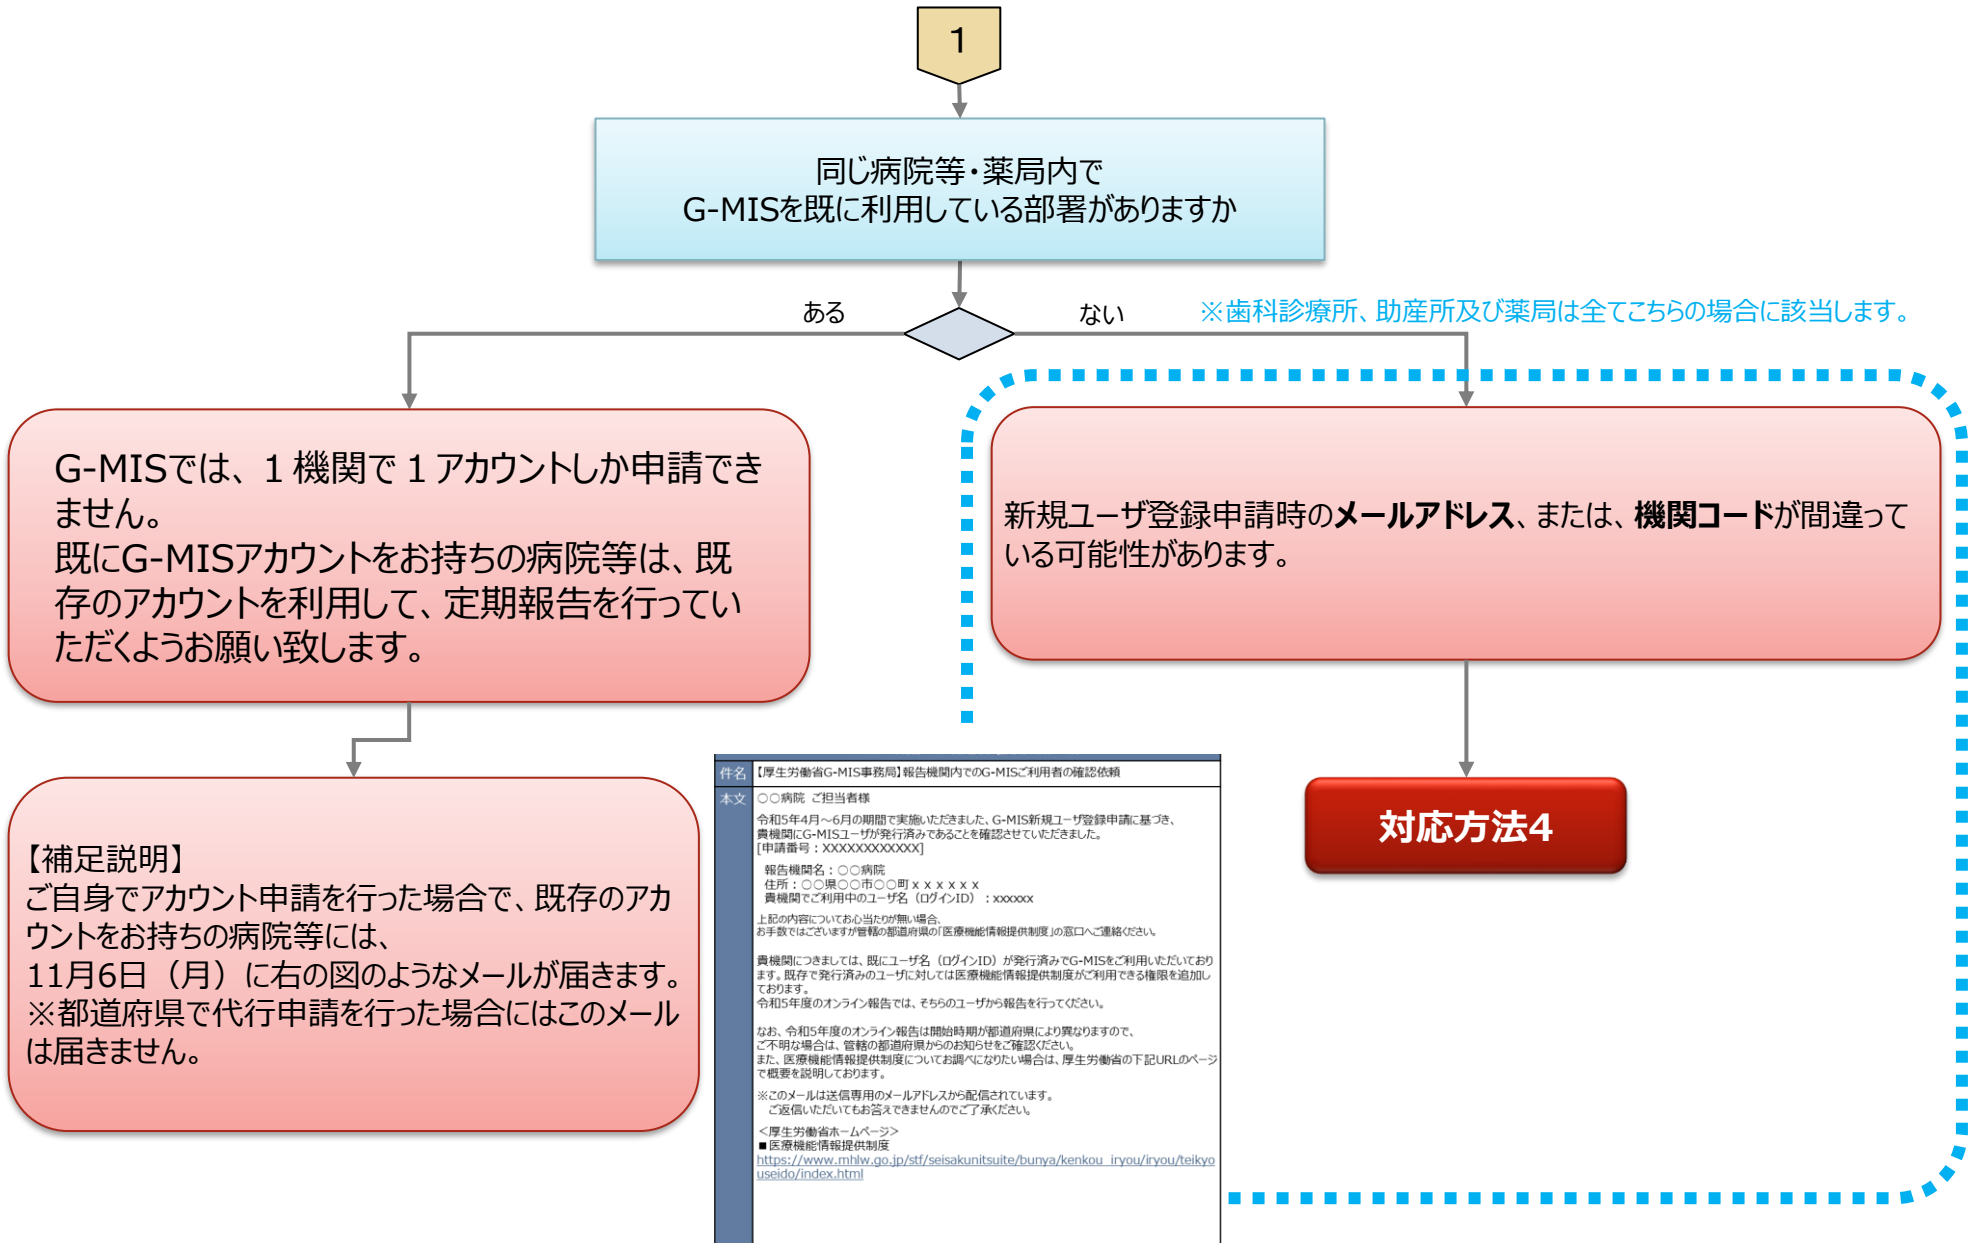 1
同じ病院等・薬局内で
G-MISを既に利用している部署がありますか
ある
ない
※歯科診療所、助産所及び薬局は全てこちらの場合に該当します。
G-MISでは、１機関で１アカウントしか申請でき
ません。
既にG-MISアカウントをお持ちの病院等は、既
存のアカウントを利用して、定期報告を行ってい
ただくようお願い致します。
新規ユーザ登録申請時のメールアドレス、または、機関コードが間違って
いる可能性があります。
対応方法4
【補足説明】
ご自身でアカウント申請を行った場合で、既存のアカ
ウントをお持ちの病院等には、
11月6日（月）に右の図のようなメールが届きます。
※都道府県で代行申請を行った場合にはこのメール
は届きません。
件名
【厚生労働省G-MIS事務局】報告機関内でのG-MISご利用者の確認依頼
本文
○○病院 ご担当者様
令和5年4月～6月の期間で実施いただきました、G-MIS新規ユーザ登録申請に基づき、
貴機関にG-MISユーザが発行済みであることを確認させていただきました。
[申請番号：XXXXXXXXXXXX]
報告機関名：○○病院
住所：○○県○○市○○町ｘｘｘｘｘｘ
貴機関でご利用中のユーザ名（ログインID）：xxxxxx
上記の内容についてお心当たりが無い場合、
お手数ではございますが管轄の都道府県の「医療機能情報提供制度」の窓口へご連絡ください。
貴機関につきましては、既にユーザ名（ログインID）が発行済みでG-MISをご利用いただいており
ます。既存で発行済みのユーザに対しては医療機能情報提供制度がご利用できる権限を追加し
ております。
令和5年度のオンライン報告では、そちらのユーザから報告を行ってください。
なお、令和5年度のオンライン報告は開始時期が都道府県により異なりますので、
ご不明な場合は、管轄の都道府県からのお知らせをご確認ください。
また、医療機能情報提供制度についてお調べになりたい場合は、厚生労働省の下記URLのページ
で概要を説明しております。
※このメールは送信専用のメールアドレスから配信されています。
ご返信いただいてもお答えできませんのでご了承ください。
＜厚生労働省ホームページ＞
■医療機能情報提供制度
https://www.mhlw.go.jp/stf/seisakunitsuite/bunya/kenkou_iryou/iryou/teikyo
useido/index.html